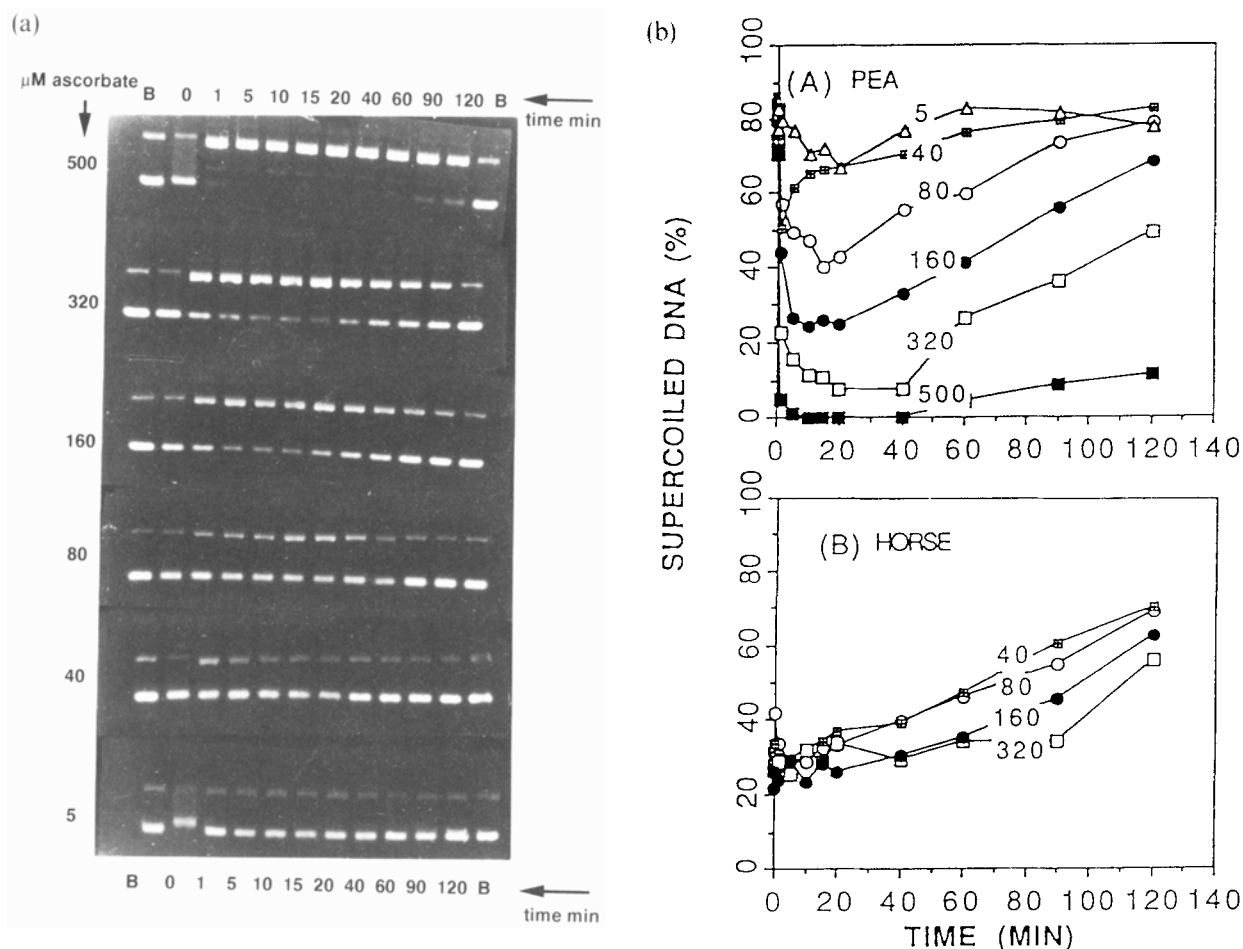 (a)
μM ascorbate
B 0 1 5 10 15 20 40 60 90 120 B
time min
500
320
160
80
40
5
B 0 1 5 10 15 20 40 60 90 120 B
time min
(b)
SUPERCOILED DNA (%)
100
80
60
40
20
0
(A) PEA
5
40
80
160
320
500
0 20 40 60 80 100 120 140
100
80
60
40
20
0
(B) HORSE
40
80
160
320
0 20 40 60 80 100 120 140
TIME (MIN)